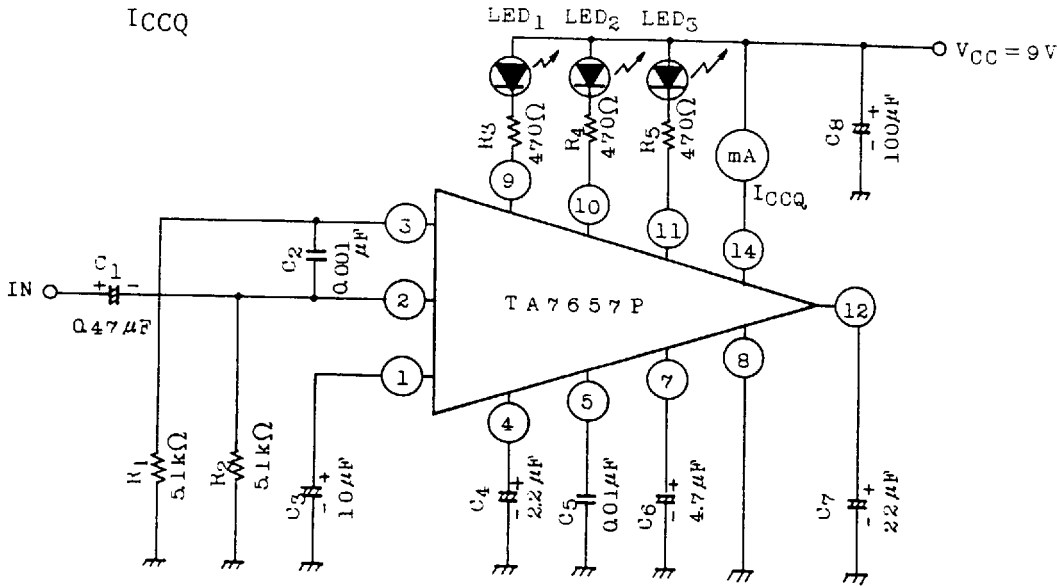 ICCQ
LED1 LED2 LED3
VCC = 9V
R3 470Ω
R4 470Ω
R5 470Ω
mA
ICCQ
C8 - + 100μF
9
10
11
14
3
C2 0.001 μF
IN
C1
+ -
0.47μF
2
TA7657P
12
1
8
7
5
4
R1 5.1kΩ
R2 5.1kΩ
C3 - + 10μF
C4 - + 2.2μF
C5 0.01μF
C6 - + 4.7μF
C7 - + 22μF